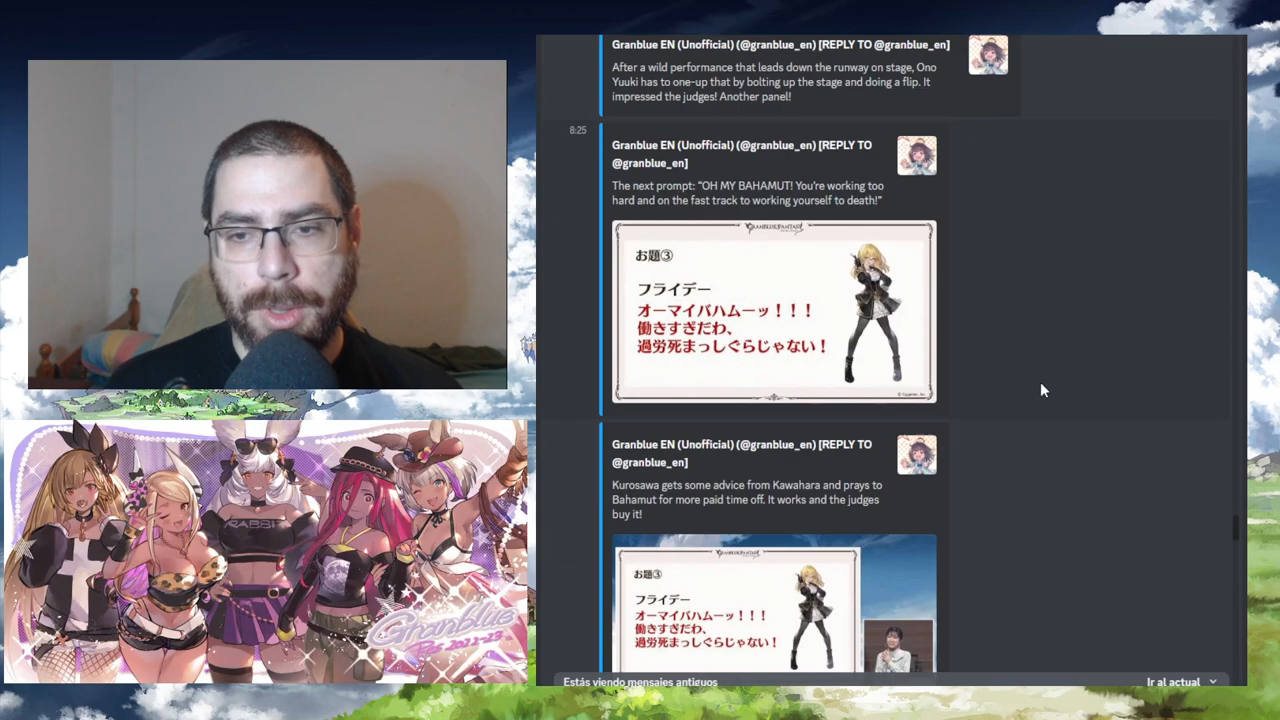 Granblue EN (Unofficial) (@granblue_en) [REPLY TO @granblue_en]
After a wild performance that leads down the runway on stage, Ono
Yuuki has to one-up that by bolting up the stage and doing a flip. It
impressed the judges! Another panel!
8:25
Granblue EN (Unofficial) (@granblue_en) [REPLY TO
@granblue_en]
The next prompt: "OH MY BAHAMUT! You're working too
hard and on the fast track to working yourself to death!"
GRANBLUE FANTASY
お題③
フライデー
オーマイバハムーッ！！！
働きすぎだわ、
過労死まっしぐらじゃない！
Granblue EN (Unofficial) (@granblue_en) [REPLY TO
@granblue_en]
Kurosawa gets some advice from Kawahara and prays to
Bahamut for more paid time off. It works and the judges
buy it!
GRANBLUE FANTASY
お題③
フライデー
オーマイバハムーッ！！！
働きすぎだわ、
過労死まっしぐらじゃない！
RABBIT
Granblue
Estás viendo mensajes antiguos
Ir al actual